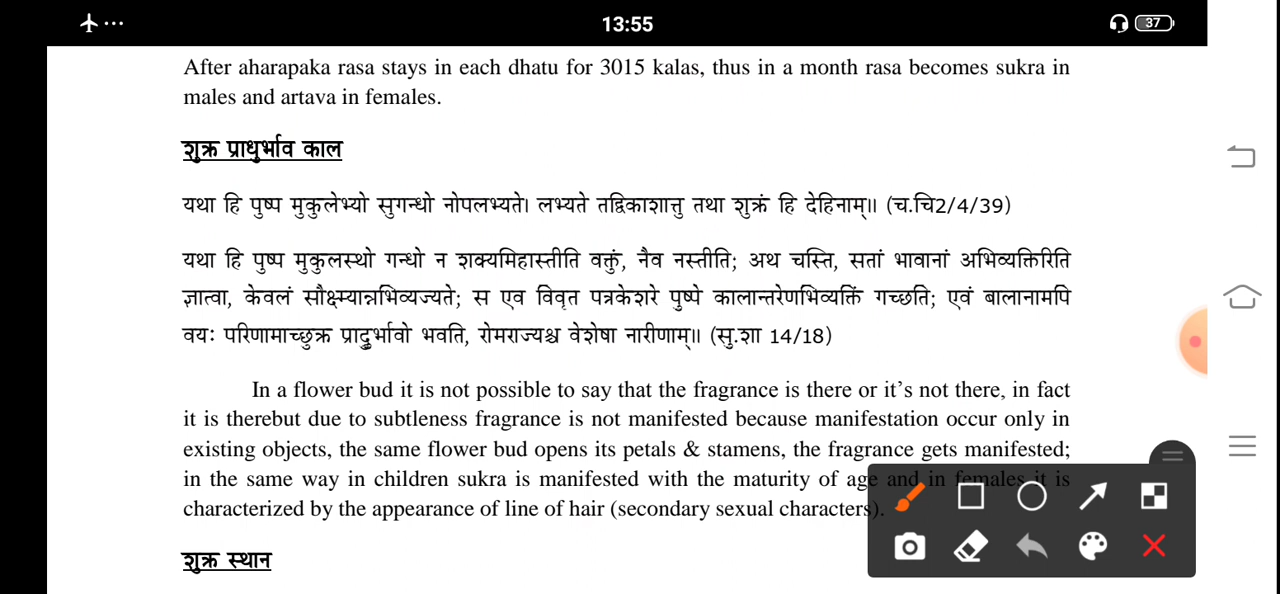 13:55
37
After aharapaka rasa stays in each dhatu for 3015 kalas, thus in a month rasa becomes sukra in
males and artava in females.
शुक्र प्राधुर्भाव काल
यथा हि पुष्प मुकुलेभ्यो सुगन्धो नोपलभ्यते। लभ्यते तद्विकाशात्तु तथा शुक्रं हि देहिनाम्॥ (च.चि2/4/39)
यथा हि पुष्प मुकुलस्थो गन्धो न शक्यमिहास्तीति वक्तुं, नैव नस्तीति; अथ चस्ति, सतां भावानां अभिव्यक्तिरिति
ज्ञात्वा, केवलं सौक्ष्म्यान्नभिव्यज्यते; स एव विवृत पत्रकेशरे पुष्पे कालान्तरेणभिव्यक्तिं गच्छति; एवं बालानामपि
वयः परिणामाच्छुक्र प्रादुर्भावो भवति, रोमराज्यश्च वेशेषा नारीणाम्॥ (सु.शा 14/18)
In a flower bud it is not possible to say that the fragrance is there or it's not there, in fact
it is therebut due to subtleness fragrance is not manifested because manifestation occur only in
existing objects, the same flower bud opens its petals & stamens, the fragrance gets manifested;
in the same way in children sukra is manifested with the maturity of age and in females it is
characterized by the appearance of line of hair (secondary sexual characters).
शुक्र स्थान